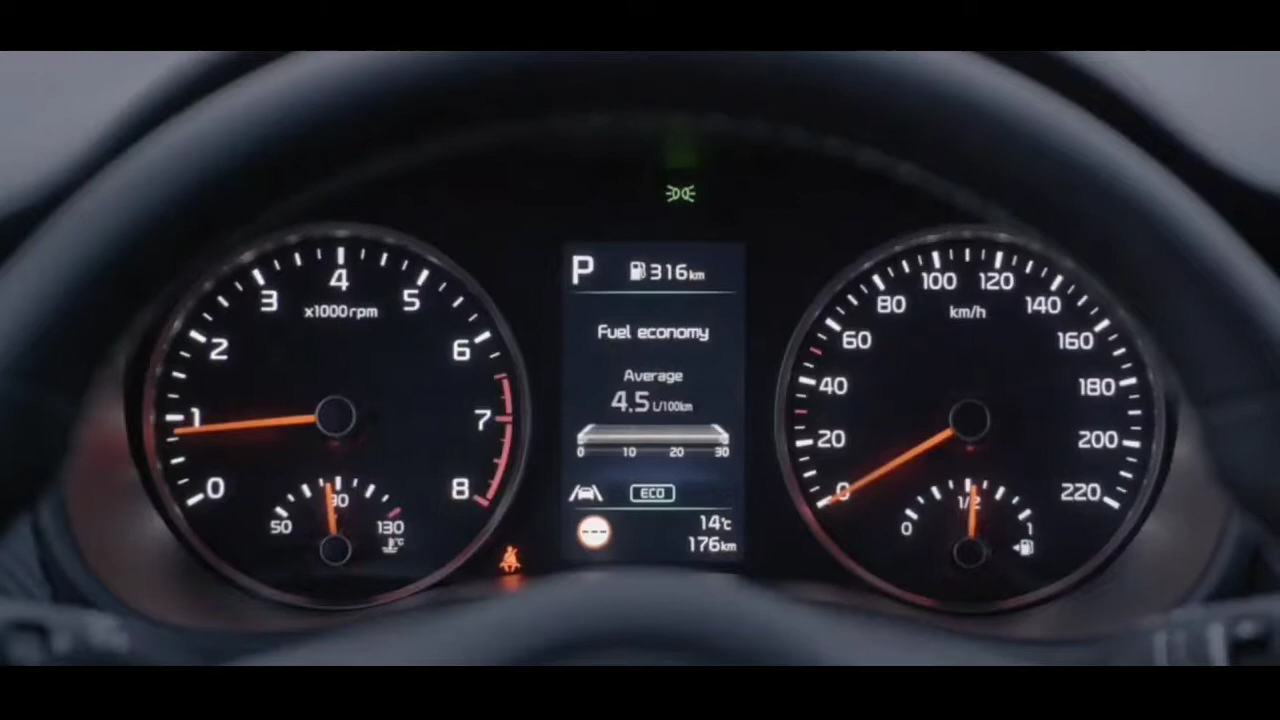 4
3
5
x1000rpm
2
6
1
7
0
8
90
50
130
°C
P 316km
Fuel economy
Average
4.5 L/100km
0 10 20 30
ECO
---
14°c
176km
100 120
80
140
km/h
60
160
40
180
20
200
0
220
1/2
0
1